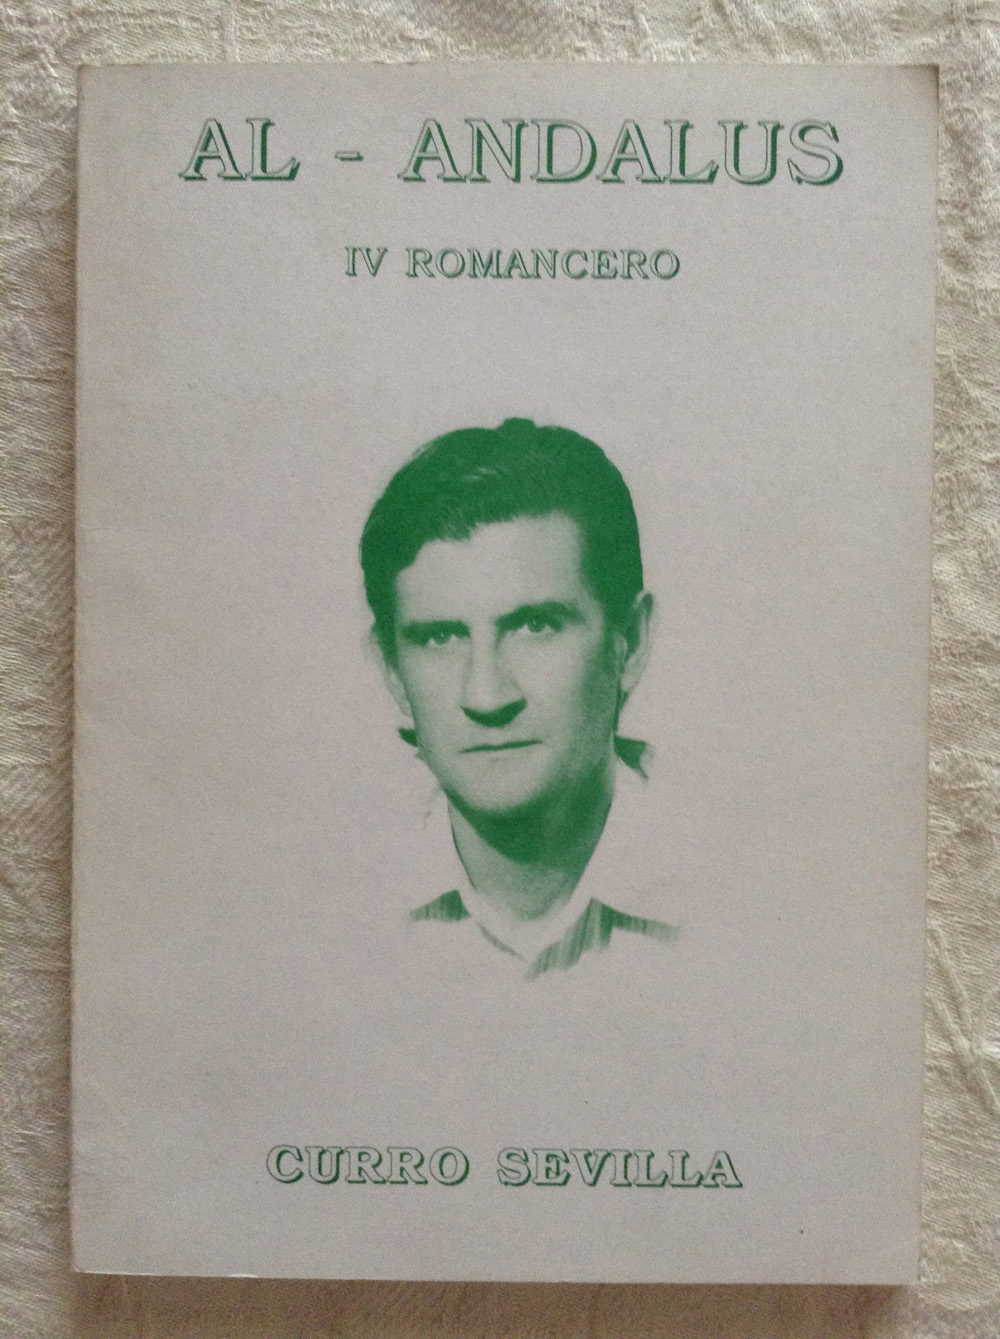 AL - ANDALUS
IV ROMANCERO
CURRO SEVILLA